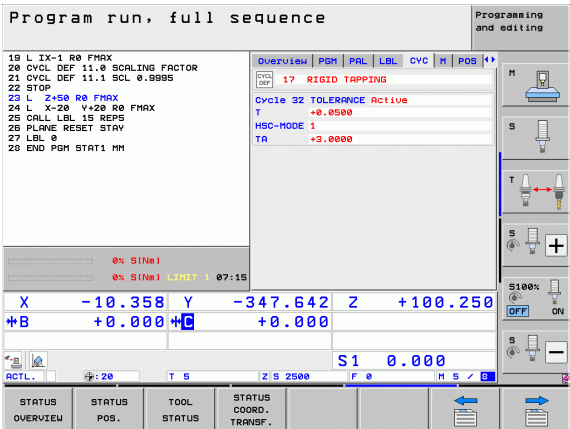 Program run, full sequence
Programming
and editing
19 L IX-1 R0 FMAX
20 CYCL DEF 11.0 SCALING FACTOR
21 CYCL DEF 11.1 SCL 0.9995
22 STOP
23 L Z+50 R0 FMAX
24 L X-20 Y+20 R0 FMAX
25 CALL LBL 15 REP5
26 PLANE RESET STAY
27 LBL 0
28 END PGM STAT1 MM
Overview PGM PAL LBL CYC M POS
CYCL
DEF
17 RIGID TAPPING
Cycle 32 TOLERANCE Active
T +0.0500
HSC-MODE 1
TA +3.0000
0% S[Nm]
0% S[Nm] LIMIT 1 07:15
X -10.358 Y -347.642 Z +100.250
B +0.000 C +0.000
S1 0.000
ACTL. : 20 T 5 Z S 2500 F 0 M 5 / 8
M
S
T
S
S100%
OFF ON
S
STATUS
OVERVIEW
STATUS
POS.
TOOL
STATUS
STATUS
COORD.
TRANSF.